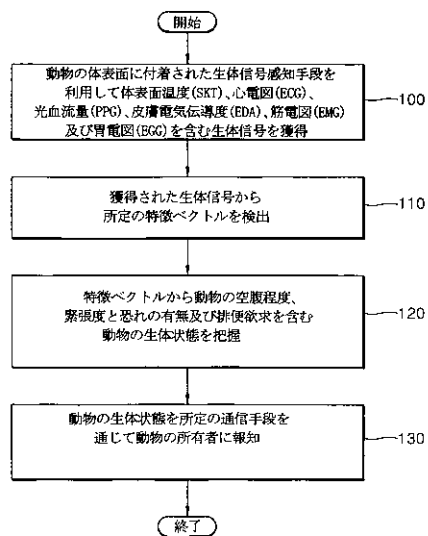 開始
動物の体表面に付着された生体信号感知手段を
利用して体表面温度(SKT)、心電図(ECG)、
光血流量(PPG)、皮膚電気伝導度(EDA)、筋電図(EMG)
及び胃電図(EGG)を含む生体信号を獲得
100
獲得された生体信号から
所定の特徴ベクトルを検出
110
特徴ベクトルから動物の空腹程度、
緊張度と恐れの有無及び排便欲求を含む
動物の生体状態を把握
120
動物の生体状態を所定の通信手段を
通じて動物の所有者に報知
130
終了